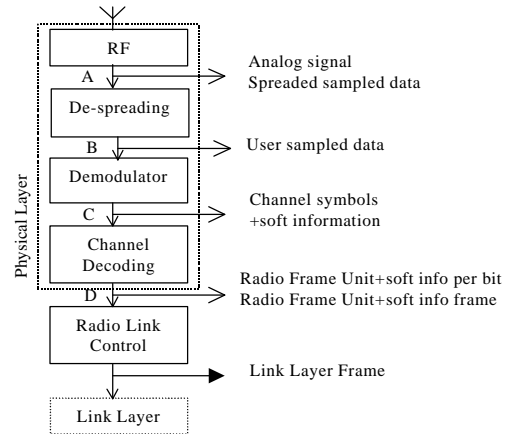 RF
A
Analog signal
Spreaded sampled data
De-spreading
B
User sampled data
Demodulator
C
Channel symbols
+soft information
Channel
Decoding
Physical Layer
D
Radio Frame Unit+soft info per bit
Radio Frame Unit+soft info frame
Radio Link
Control
Link Layer Frame
Link Layer